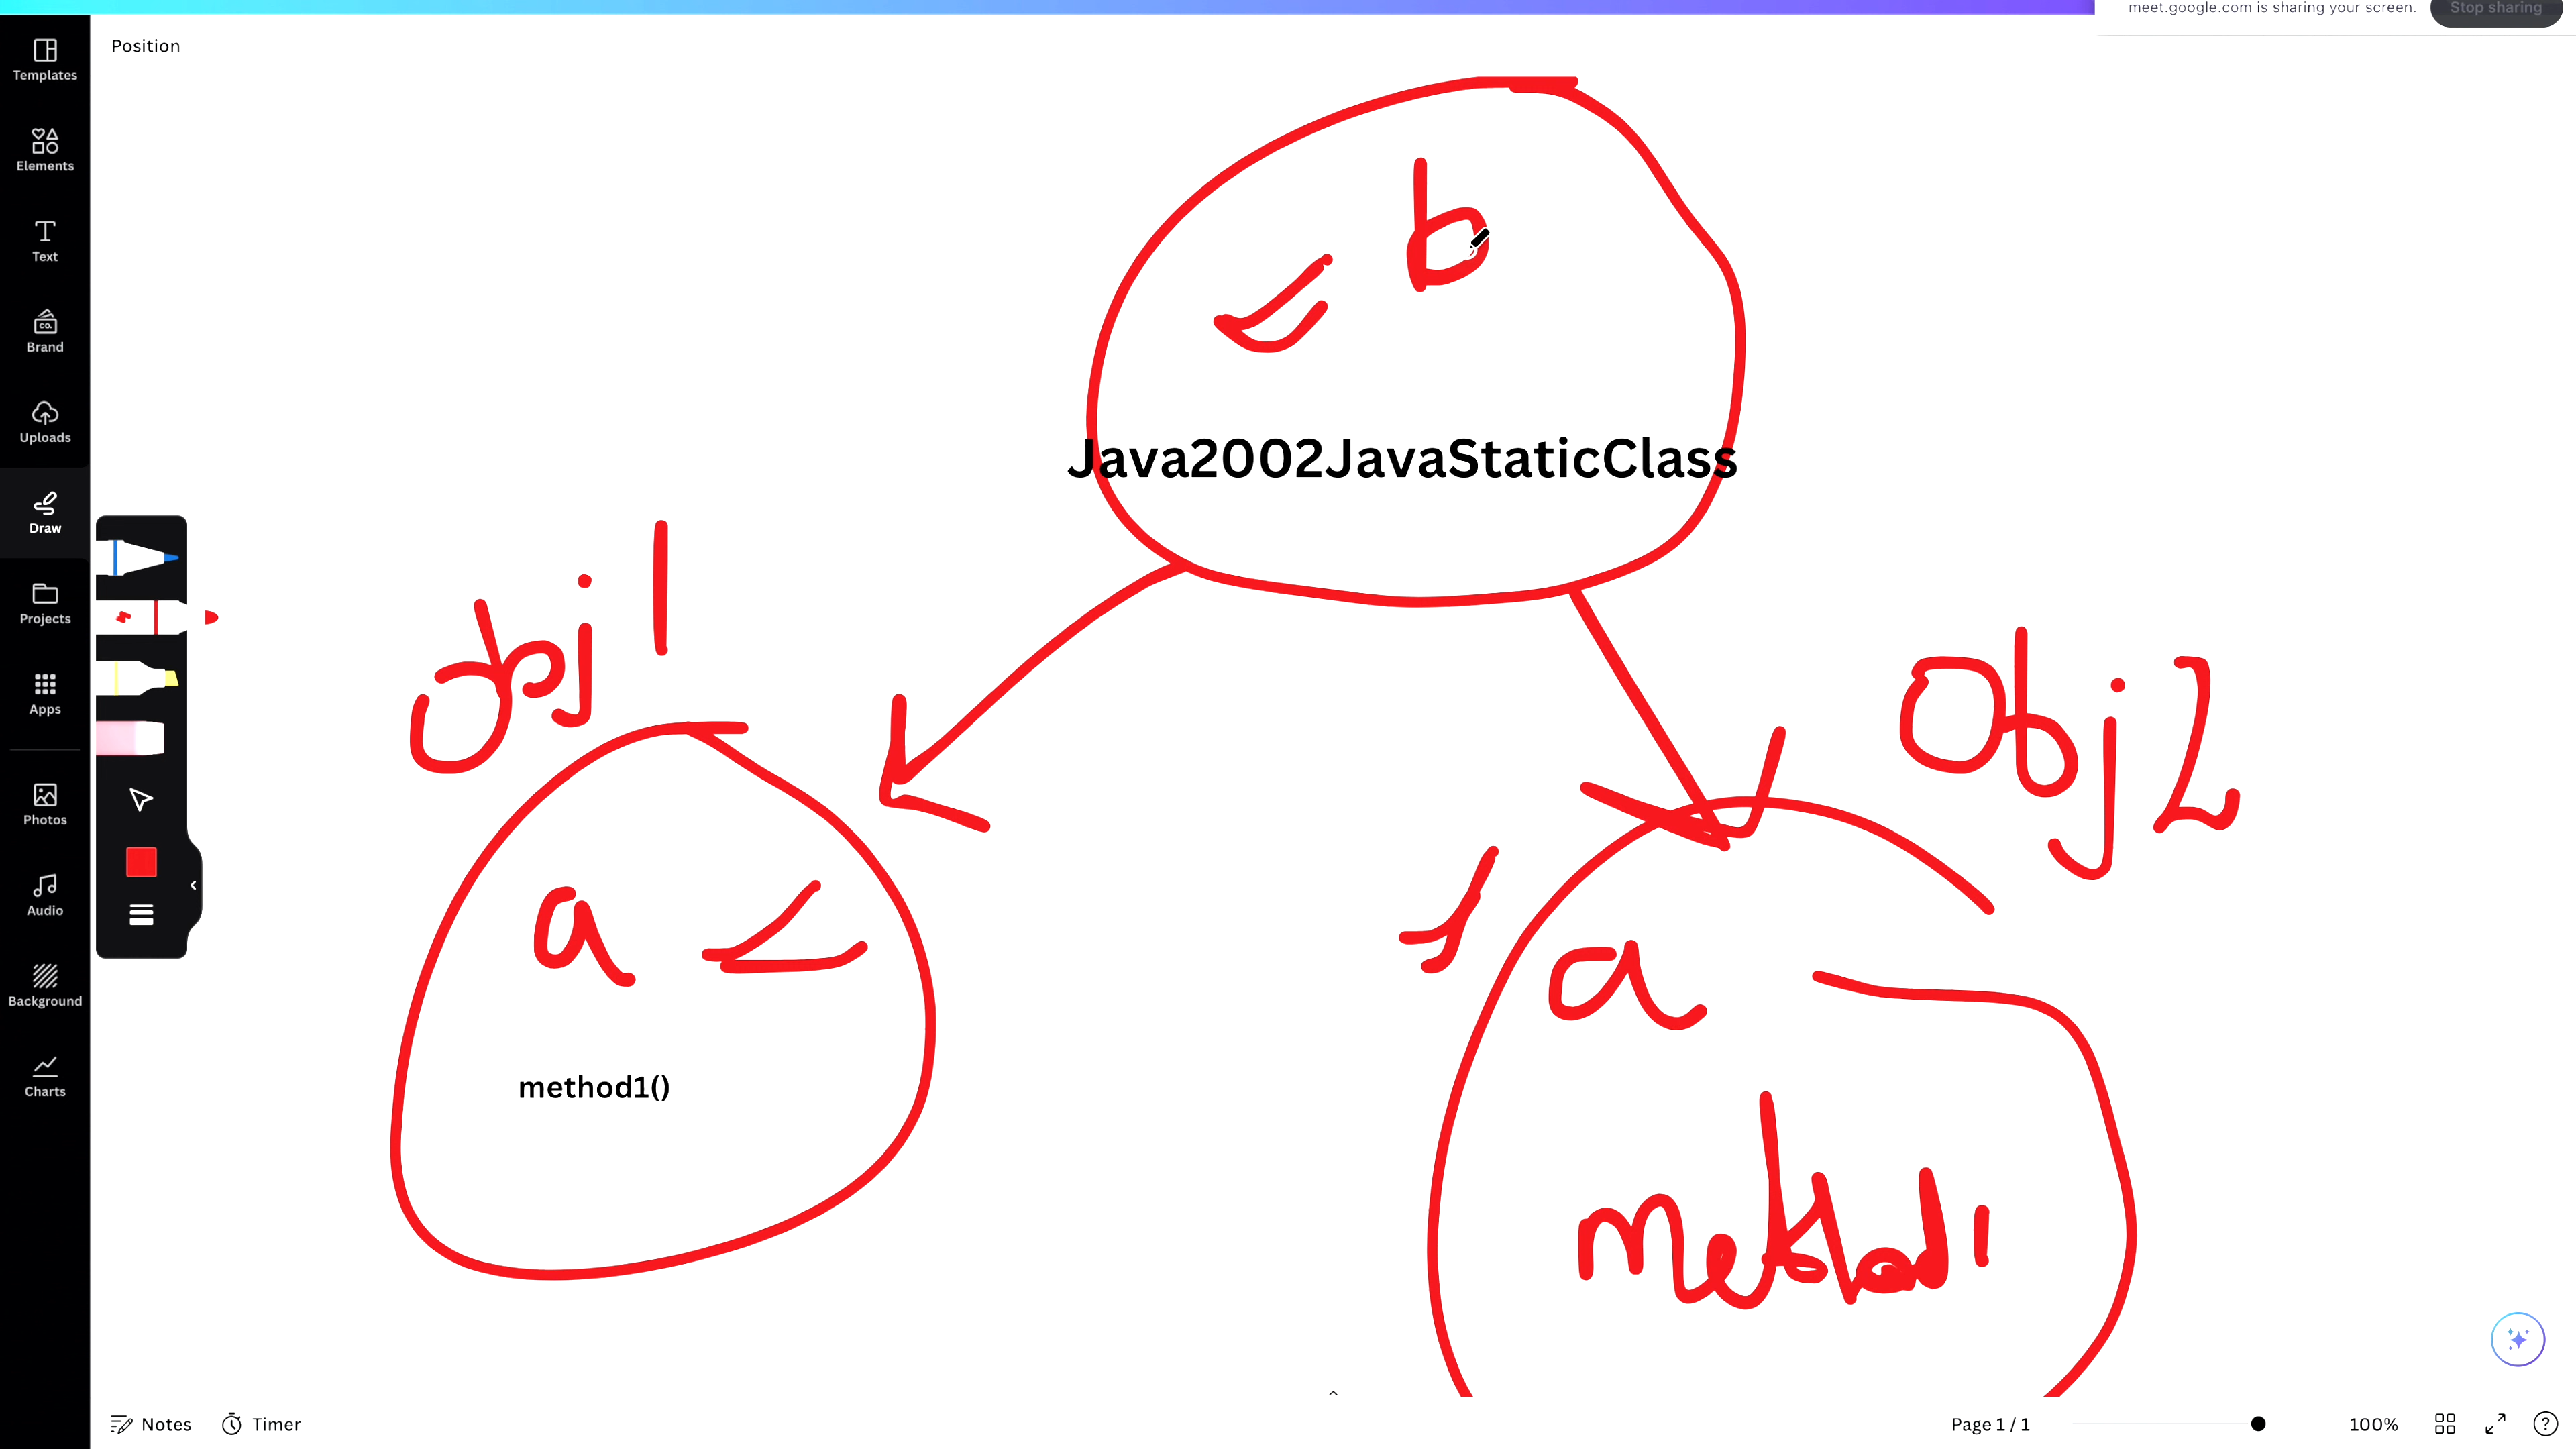 meet.google.com is sharing your screen.
Stop sharing
Position
Templates
Elements
Text
CO.
Brand
Uploads
Draw
Projects
Apps
Photos
Audio
Background
Charts
b
Java2002JavaStaticClass
obj1
Obj2
a
method1()
a
method1
Notes
Timer
Page 1 / 1
100%
?